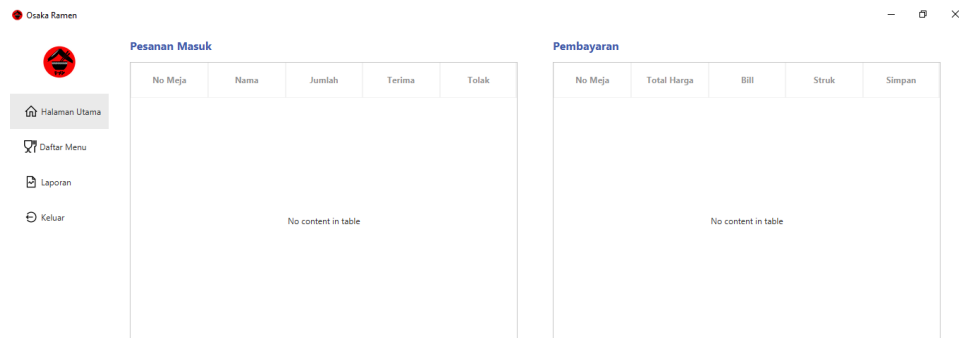 Osaka Ramen
Halaman Utama
Daftar Menu
Laporan
Keluar
Pesanan Masuk
No Meja Nama Jumlah Terima Tolak
No content in table
Pembayaran
No Meja Total Harga Bill Struk Simpan
No content in table